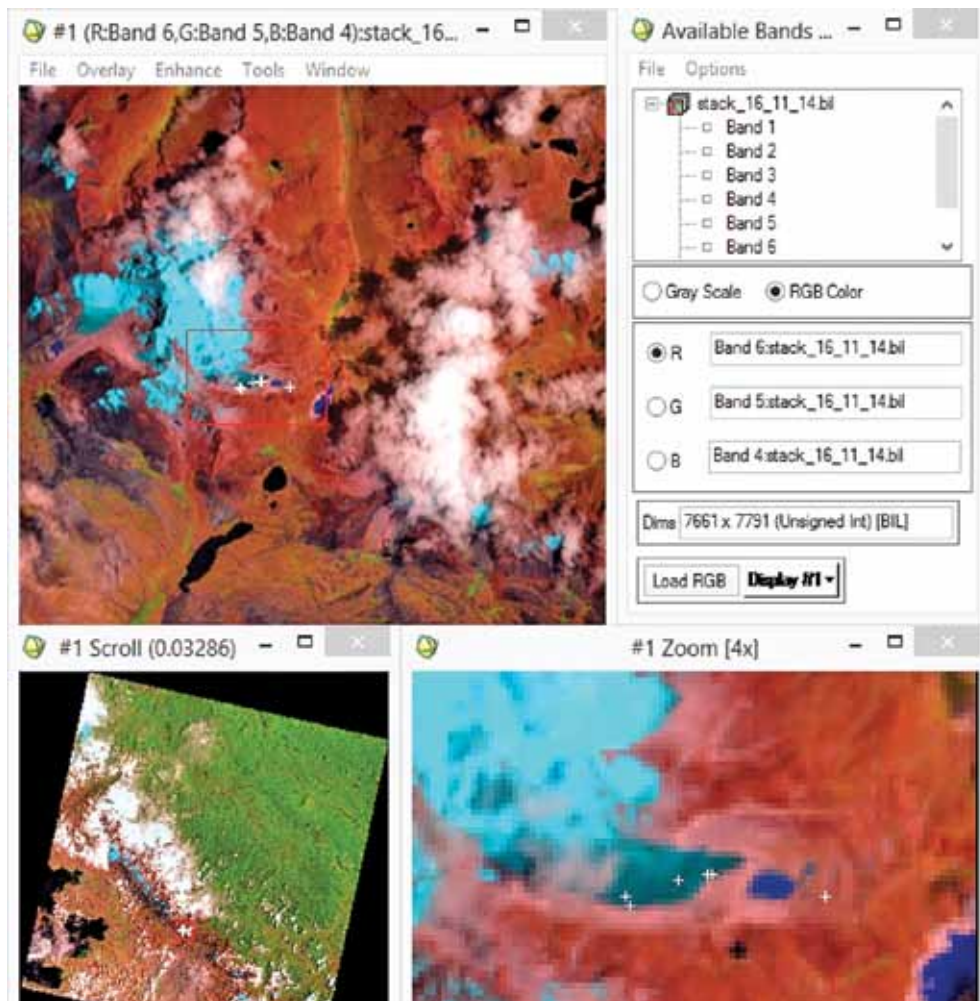 #1 (R:Band 6,G:Band 5,B:Band 4):stack_16...
File Overlay Enhance Tools Window
Available Bands ...
File Options
stack_16_11_14.bil
Band 1
Band 2
Band 3
Band 4
Band 5
Band 6
Gray Scale RGB Color
R Band 6:stack_16_11_14.bil
G Band 5:stack_16_11_14.bil
B Band 4:stack_16_11_14.bil
Dims 7661 x 7791 (Unsigned Int) [BIL]
Load RGB Display #1
#1 Scroll (0.03286)
#1 Zoom [4x]